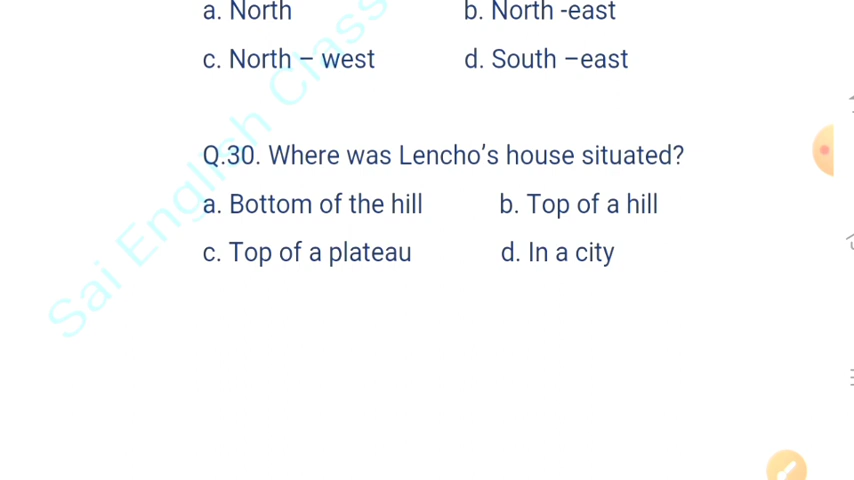 a. North b. North -east
c. North – west d. South –east
Q.30. Where was Lencho’s house situated?
a. Bottom of the hill b. Top of a hill
c. Top of a plateau d. In a city
Sai English Class